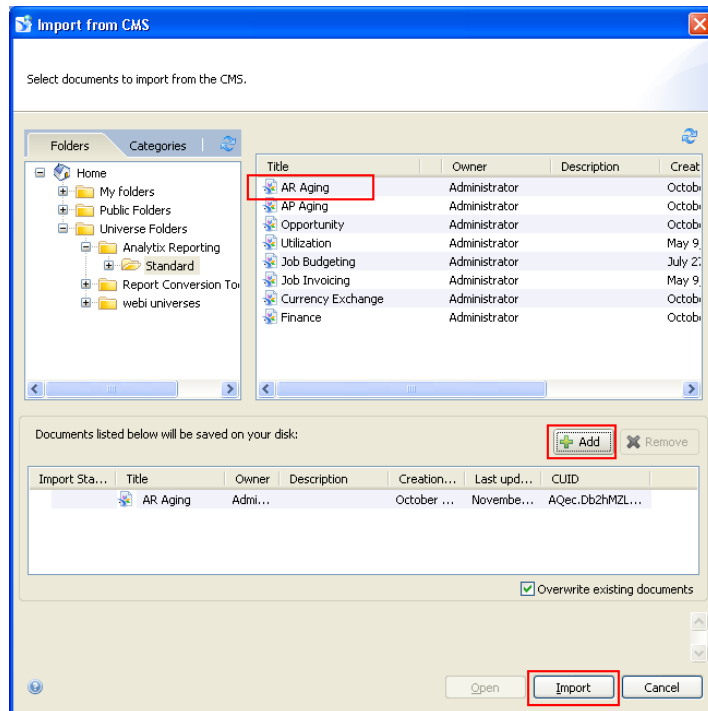 Import from CMS
Select documents to import from the CMS.
Folders Categories
Home
My folders
Public Folders
Universe Folders
Analytix Reporting
Standard
Report Conversion To
webi universes
Title Owner Description Creat
AR Aging Administrator Octob
AP Aging Administrator Octob
Opportunity Administrator Octob
Utilization Administrator May 9
Job Budgeting Administrator July 27
Job Invoicing Administrator May 9
Currency Exchange Administrator Octob
Finance Administrator Octob
Documents listed below will be saved on your disk:
Add Remove
Import Sta... Title Owner Description Creation... Last upd... CUID
AR Aging Admi... October ... Novembe... AQec.Db2hMZL...
Overwrite existing documents
Open Import Cancel